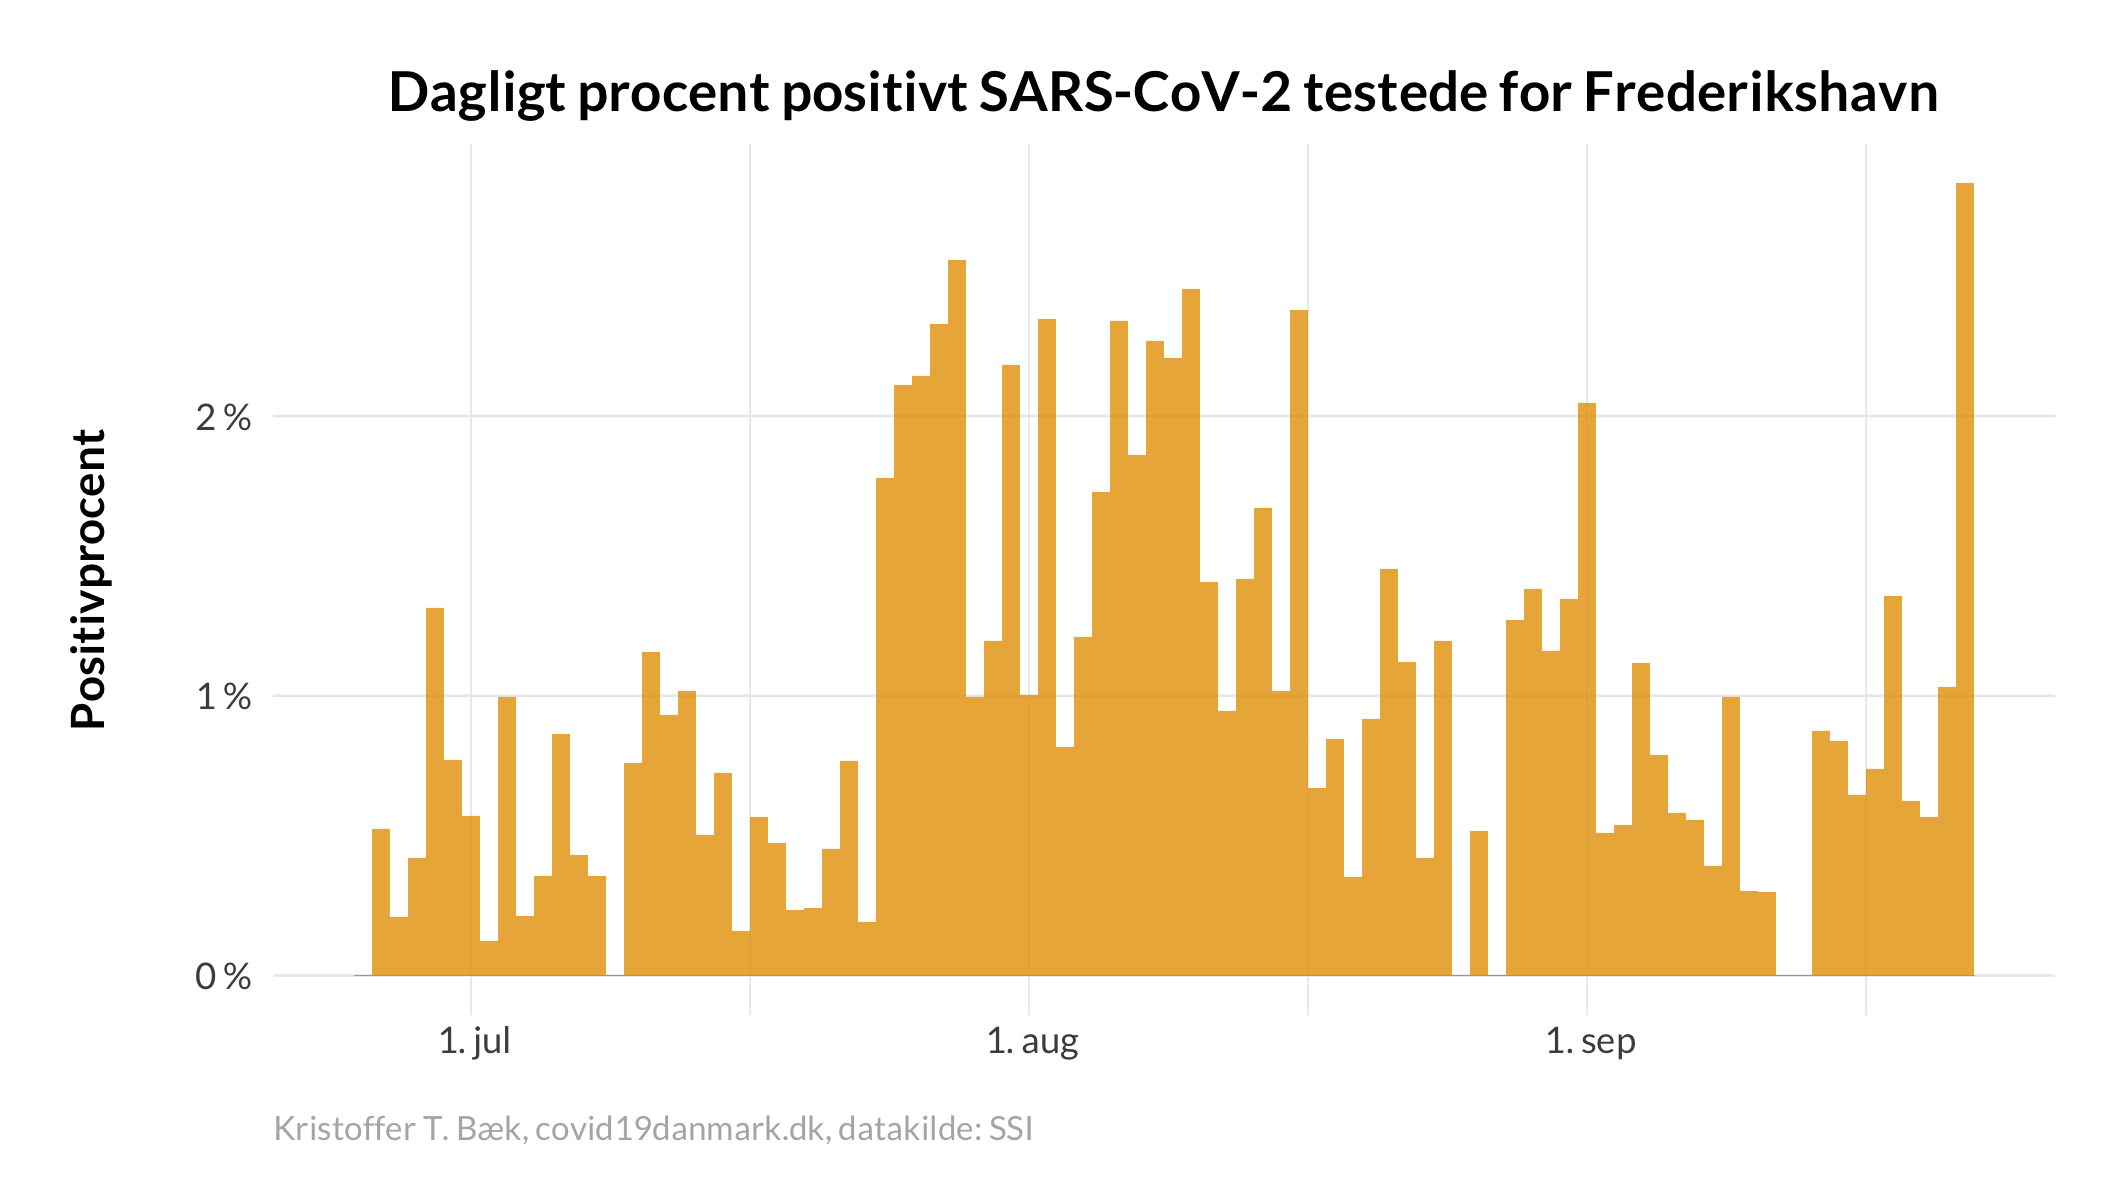 Dagligt procent positivt SARS-CoV-2 testede for Frederikshavn
Positivprocent
2 %
1 %
0 %
1. jul
1. aug
1. sep
Kristoffer T. Bæk, covid19danmark.dk, datakilde: SSI